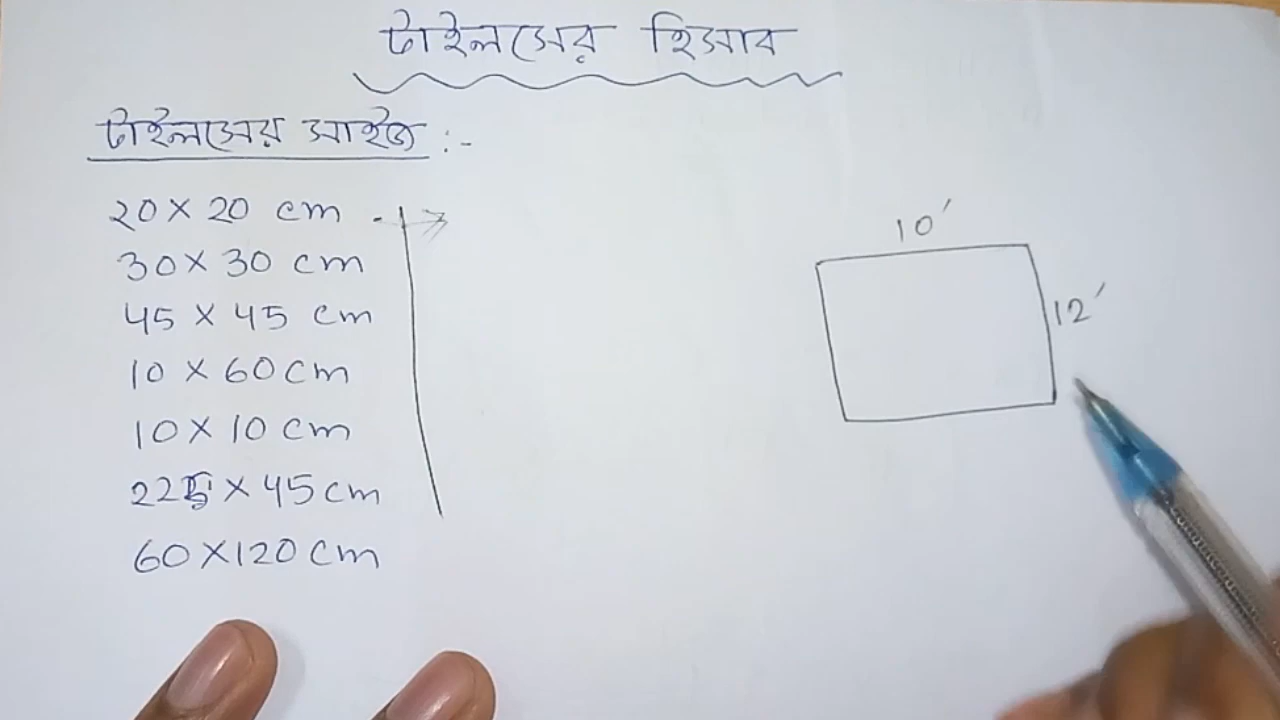 টাইলসের হিসাব
টাইলসের সাইজ :-
20 × 20 cm
30 × 30 cm
45 × 45 cm
10 × 60 cm
10 × 10 cm
225 × 45 cm
60 × 120 cm
10′
12′